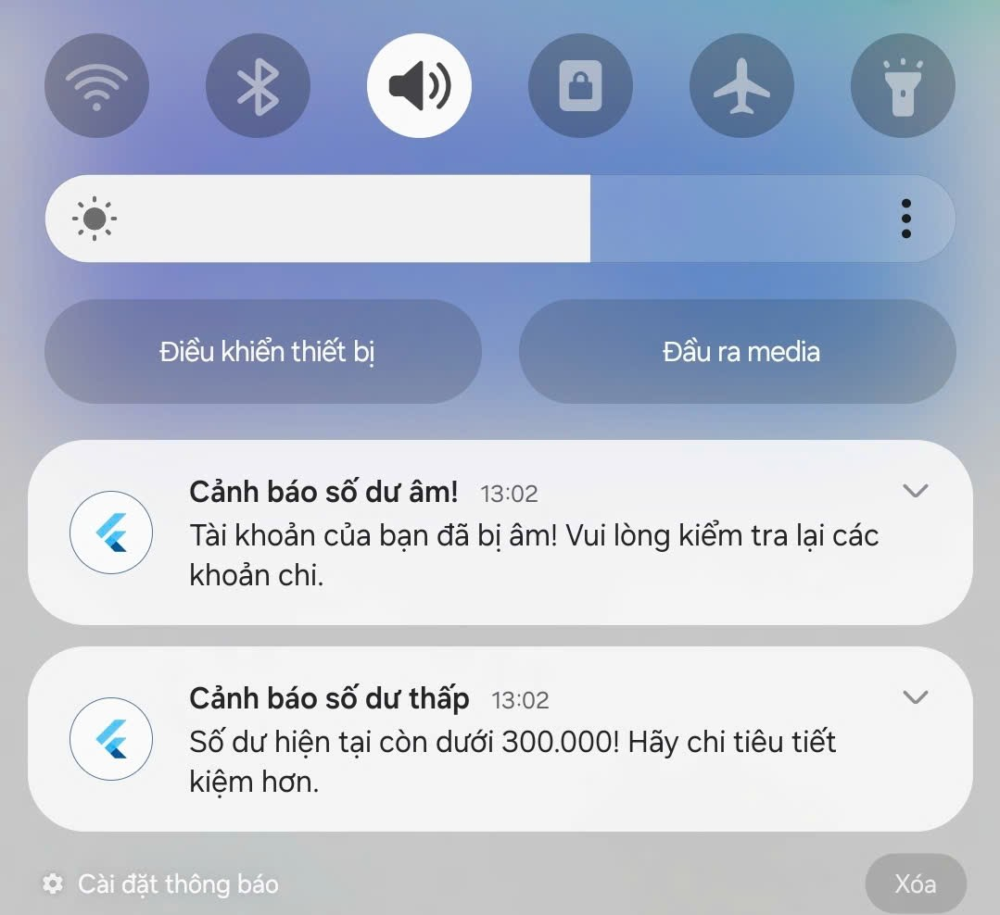 Điều khiển thiết bị
Đầu ra media
Cảnh báo số dư âm! 13:02
Tài khoản của bạn đã bị âm! Vui lòng kiểm tra lại các
khoản chi.
Cảnh báo số dư thấp 13:02
Số dư hiện tại còn dưới 300.000! Hãy chi tiêu tiết
kiệm hơn.
Cài đặt thông báo
Xóa